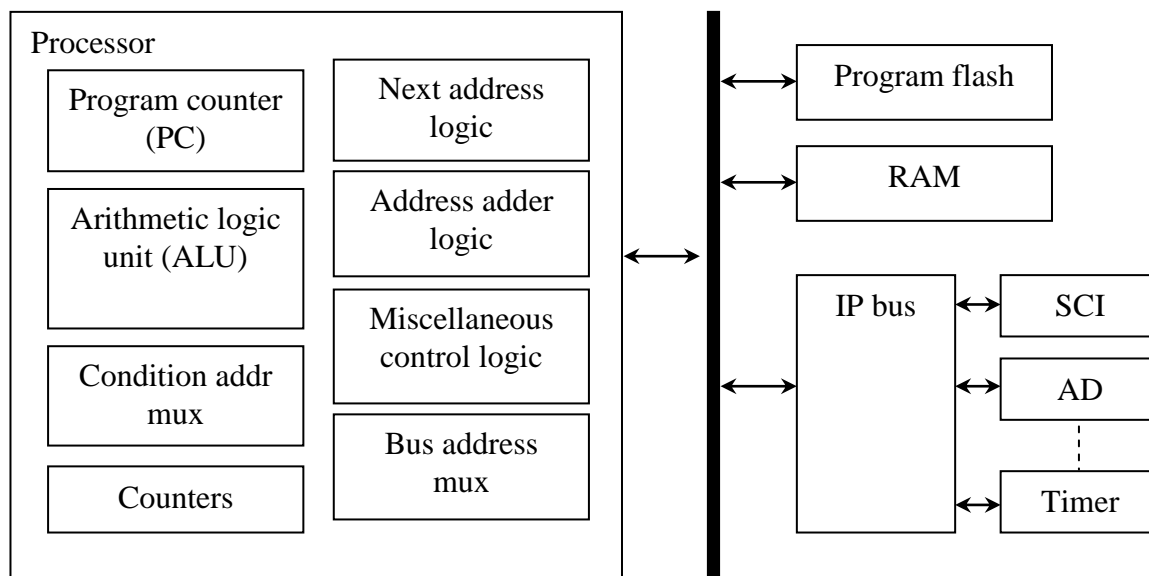 Processor
Program counter
(PC)
Arithmetic logic
unit (ALU)
Condition addr
mux
Counters
Next address
logic
Address adder
logic
Miscellaneous
control logic
Bus address
mux
Program flash
RAM
IP bus
SCI
AD
Timer